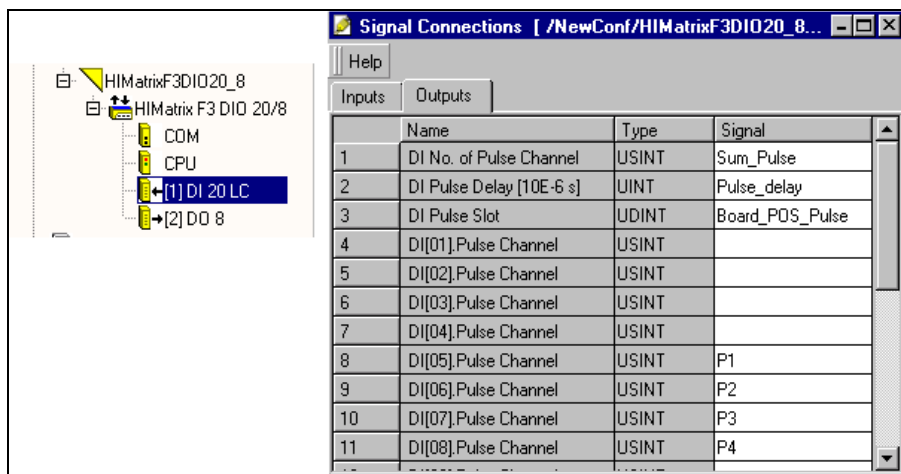 HIMatrixF3DIO20_8
HIMatrix F3 DIO 20/8
COM
CPU
[1] DI 20 LC
[2] DO 8
Signal Connections [ /NewConf/HIMatrixF3DIO20_8...
Help
Inputs Outputs
Name Type Signal
1 DI No. of Pulse Channel USINT Sum_Pulse
2 DI Pulse Delay [10E-6 s] UINT Pulse_delay
3 DI Pulse Slot UDINT Board_POS_Pulse
4 DI[01].Pulse Channel USINT
5 DI[02].Pulse Channel USINT
6 DI[03].Pulse Channel USINT
7 DI[04].Pulse Channel USINT
8 DI[05].Pulse Channel USINT P1
9 DI[06].Pulse Channel USINT P2
10 DI[07].Pulse Channel USINT P3
11 DI[08].Pulse Channel USINT P4